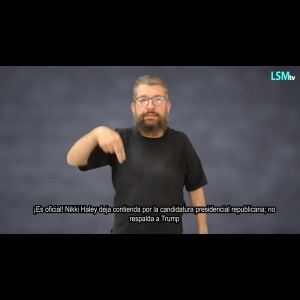 LSMtv
¡Es oficial! Nikki Haley deja contienda por la candidatura presidencial republicana; no
respalda a Trump